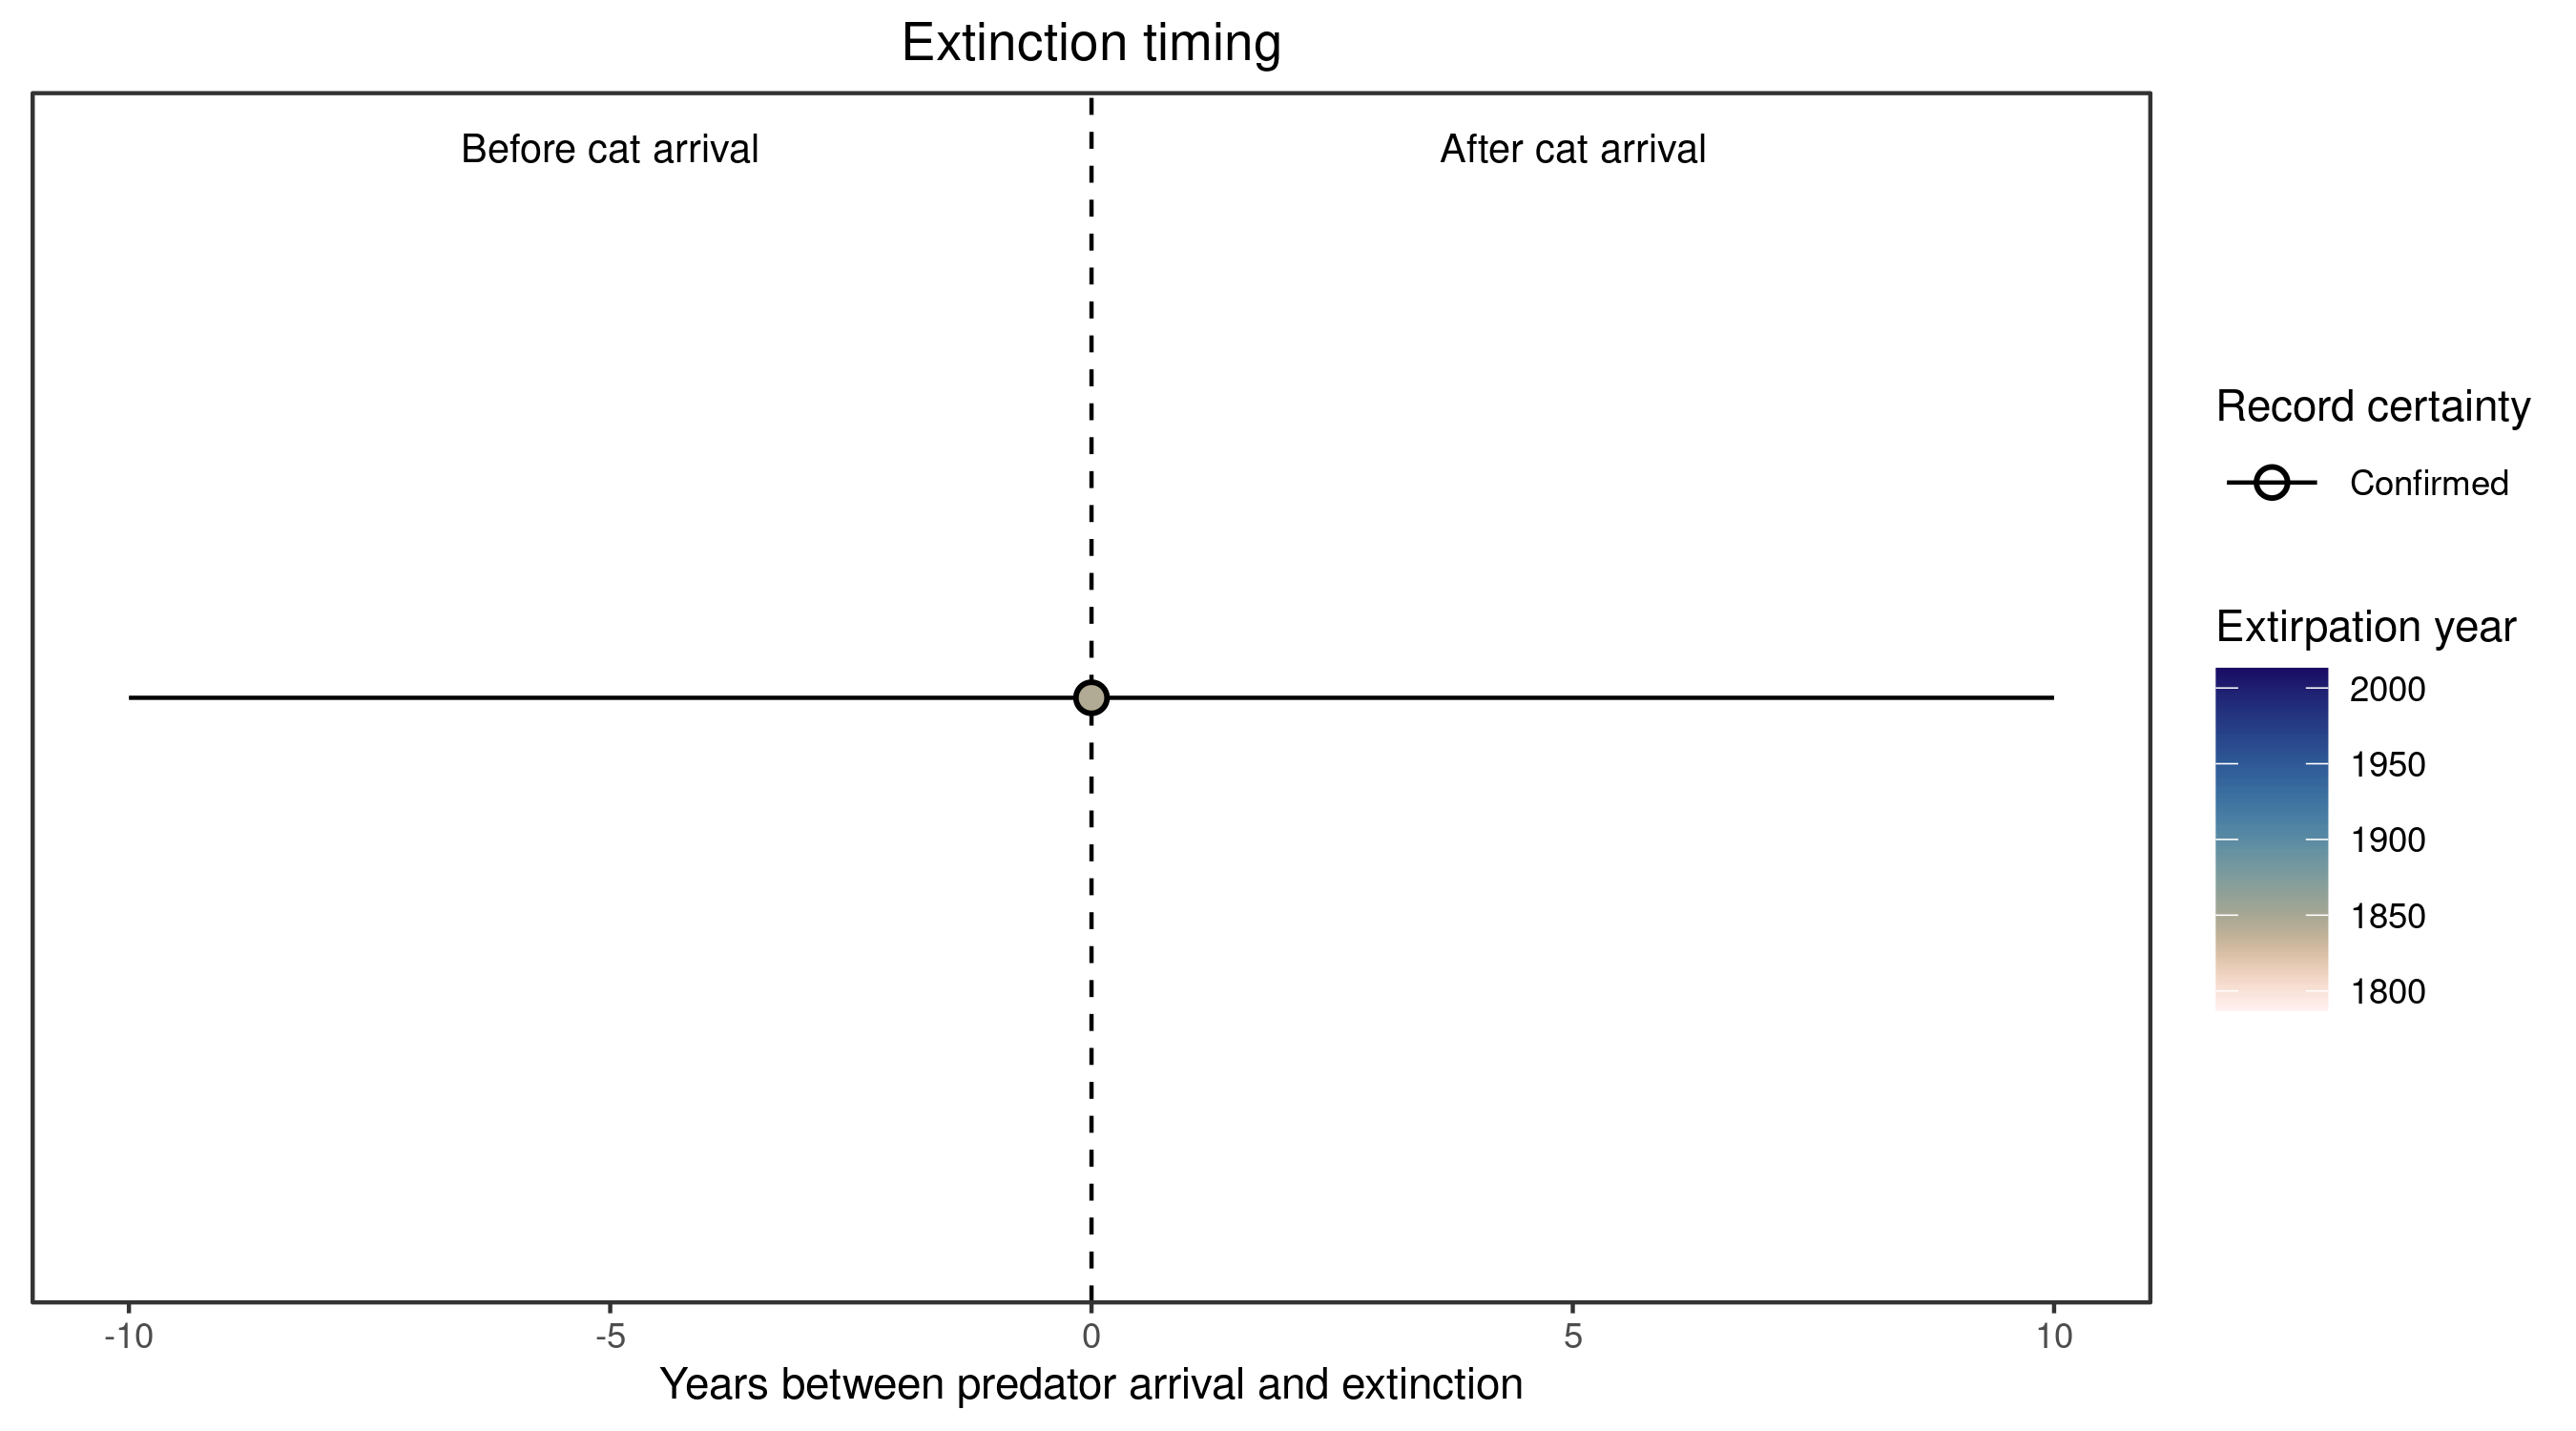 Extinction timing
Before cat arrival
After cat arrival
Record certainty
Confirmed
Extirpation year
2000
1950
1900
1850
1800
-10
-5
0
5
10
Years between predator arrival and extinction